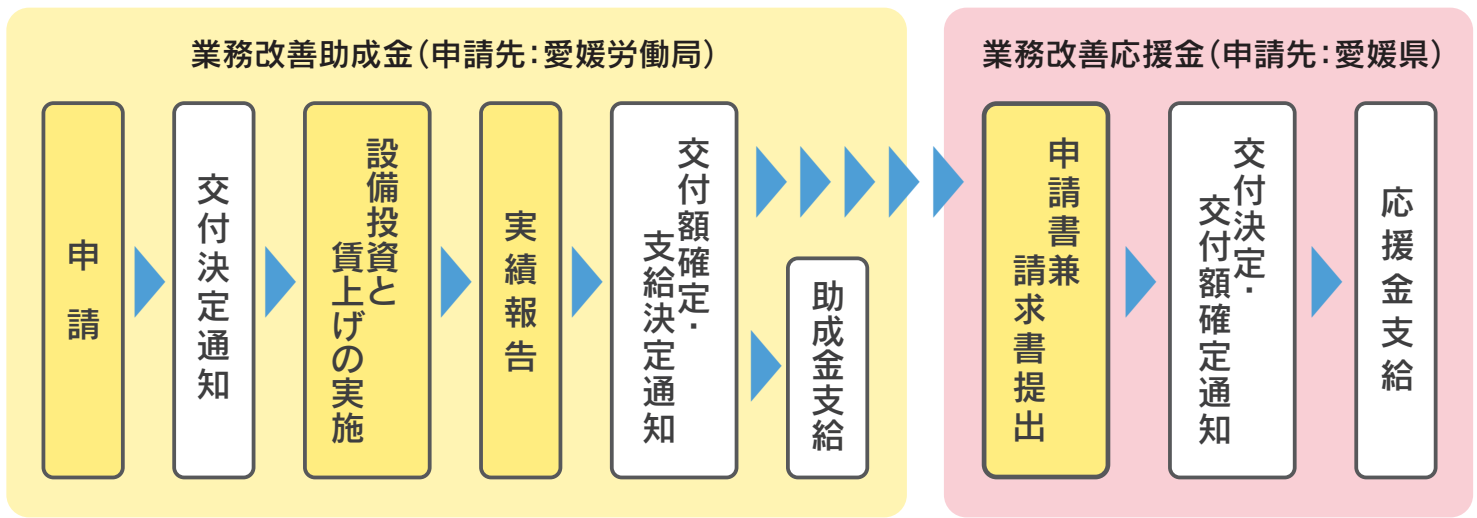 業務改善助成金（申請先：愛媛労働局）
申請
交付決定通知
設備投資と
賃上げの実施
実績報告
交付額確定・
支給決定通知
助成金支給
業務改善応援金（申請先：愛媛県）
申請書兼
請求書提出
交付決定・
交付額確定通知
応援金支給